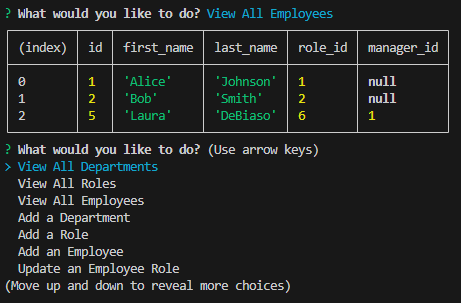 ? What would you like to do? View All Employees
(index) id first_name last_name role_id manager_id
0 1 'Alice' 'Johnson' 1 null
1 2 'Bob' 'Smith' 2 null
2 5 'Laura' 'DeBiaso' 6 1
? What would you like to do? (Use arrow keys)
> View All Departments
View All Roles
View All Employees
Add a Department
Add a Role
Add an Employee
Update an Employee Role
(Move up and down to reveal more choices)